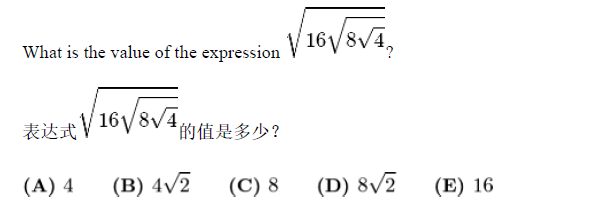 What is the value of the expression √(16√(8√4))?
表达式√(16√(8√4))的值是多少?
(A) 4 (B) 4√2 (C) 8 (D) 8√2 (E) 16